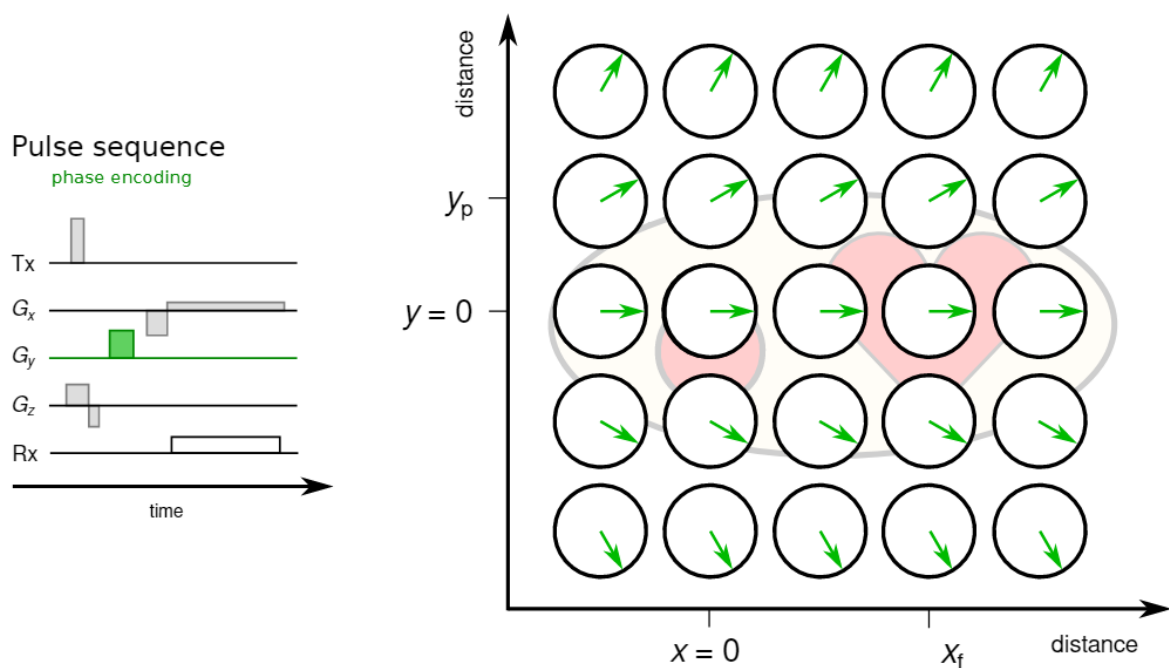 Pulse sequence
phase encoding
Tx
Gx
Gy
Gz
Rx
time
distance
yp
y = 0
x = 0
xf
distance